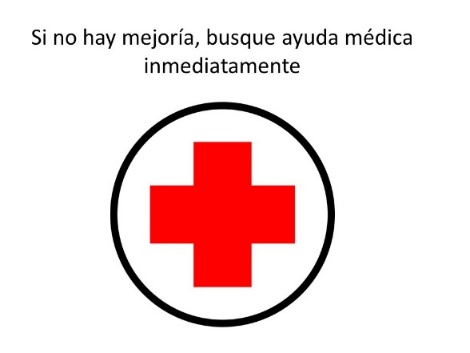 Si no hay mejoría, busque ayuda médica
inmediatamente